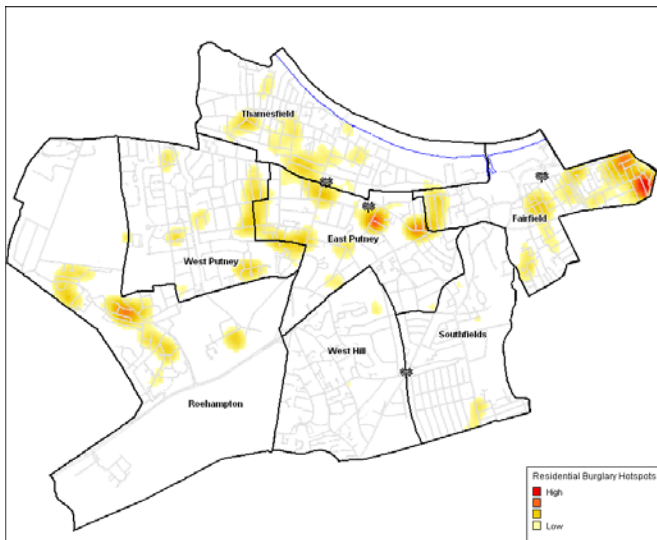 Thamesfield
Fairfield
East Putney
West Putney
Southfields
West Hill
Roehampton
Residential Burglary Hotspots
High
Low